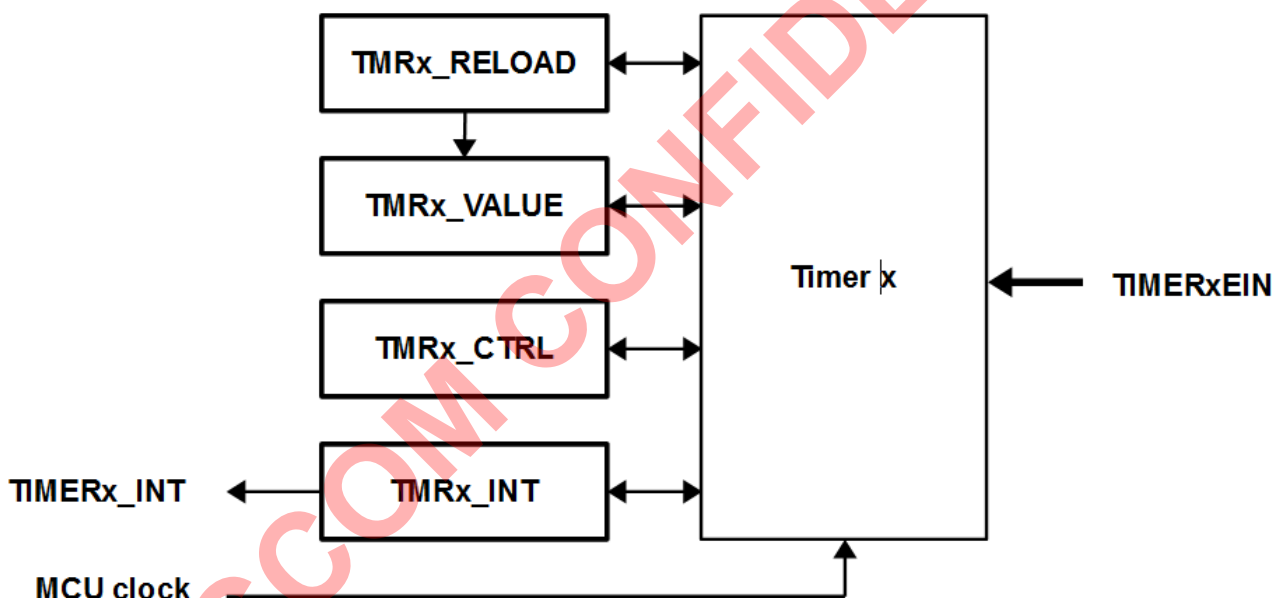 TMRx_RELOAD
TMRx_VALUE
Timer x
TIMERxEIN
TMRx_CTRL
TIMERx_INT
TMRx_INT
MCU clock
COM CONFIDE